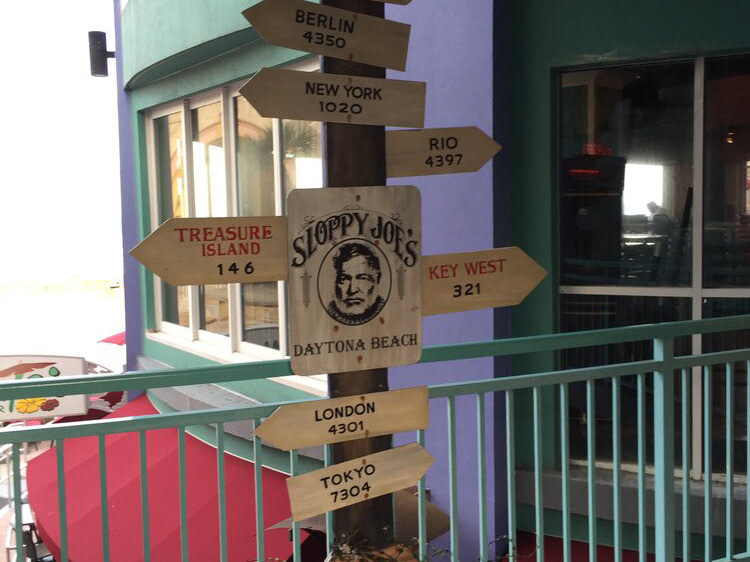 BERLIN
4350
NEW YORK
1020
RIO
4397
TREASURE
ISLAND
146
SLOPPY JOE'S
DAYTONA BEACH
KEY WEST
321
LONDON
4301
TOKYO
7304